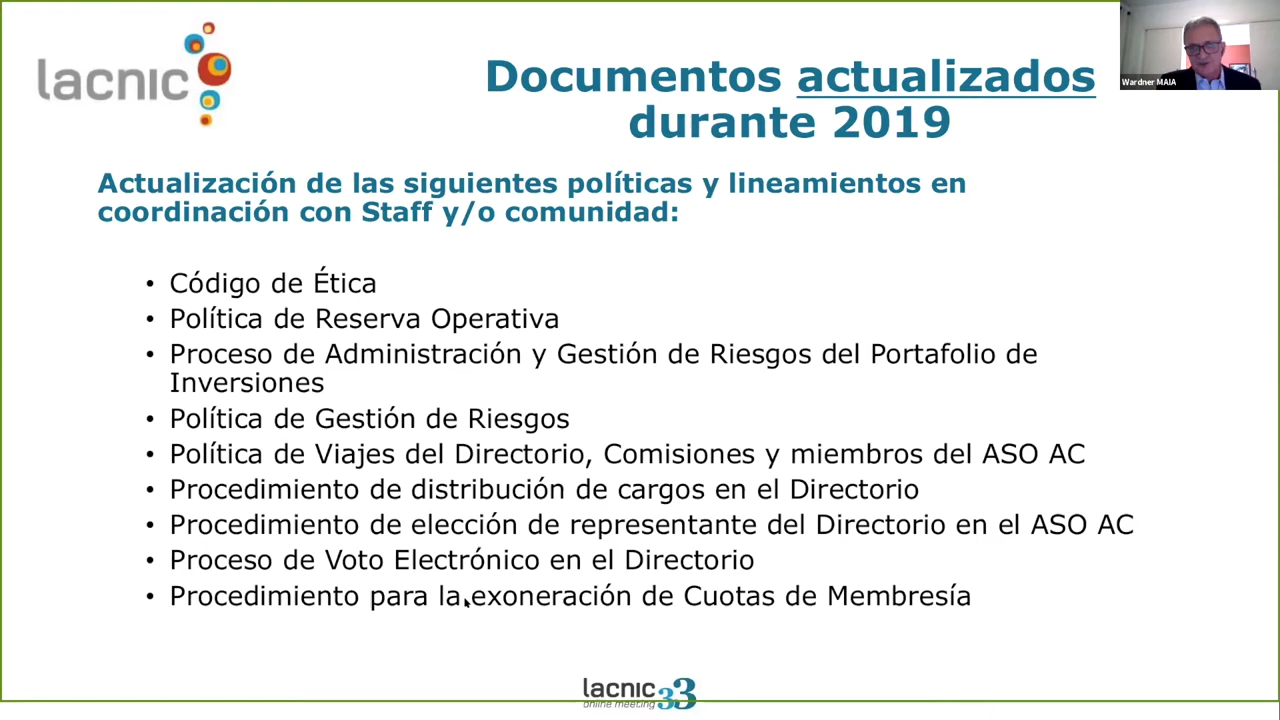 lacnic
Documentos actualizados
durante 2019
Wardner MAIA
Actualización de las siguientes políticas y lineamientos en
coordinación con Staff y/o comunidad:
• Código de Ética
• Política de Reserva Operativa
• Proceso de Administración y Gestión de Riesgos del Portafolio de
Inversiones
• Política de Gestión de Riesgos
• Política de Viajes del Directorio, Comisiones y miembros del ASO AC
• Procedimiento de distribución de cargos en el Directorio
• Procedimiento de elección de representante del Directorio en el ASO AC
• Proceso de Voto Electrónico en el Directorio
• Procedimiento para la exoneración de Cuotas de Membresía
lacnic 33
online meeting